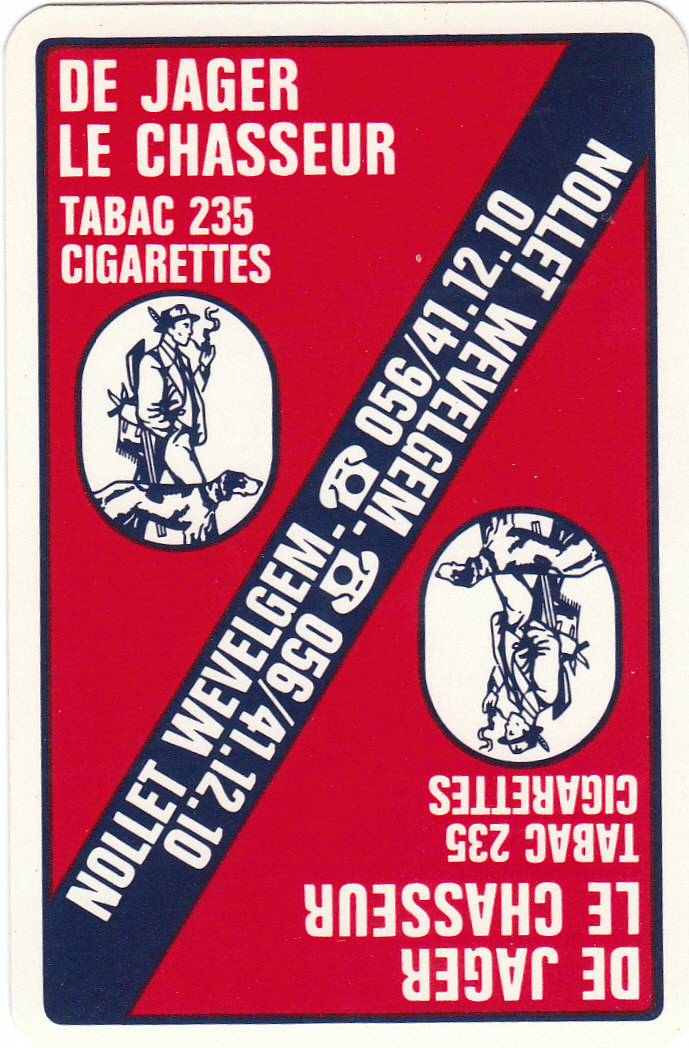 DE JAGER
LE CHASSEUR
TABAC 235
CIGARETTES
NOLLET WEVELGEM.. ☎ 056/41.12.10
NOLLET WEVELGEM.. ☎ 056/41.12.10
DE JAGER
LE CHASSEUR
TABAC 235
CIGARETTES